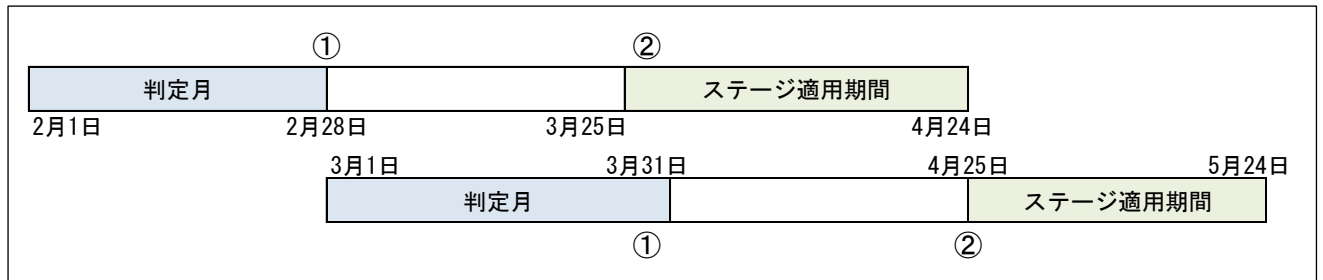 ① ②
判定月 ステージ適用期間
2月1日 2月28日 3月25日 4月24日
3月1日 3月31日 4月25日 5月24日
判定月 ステージ適用期間
① ②